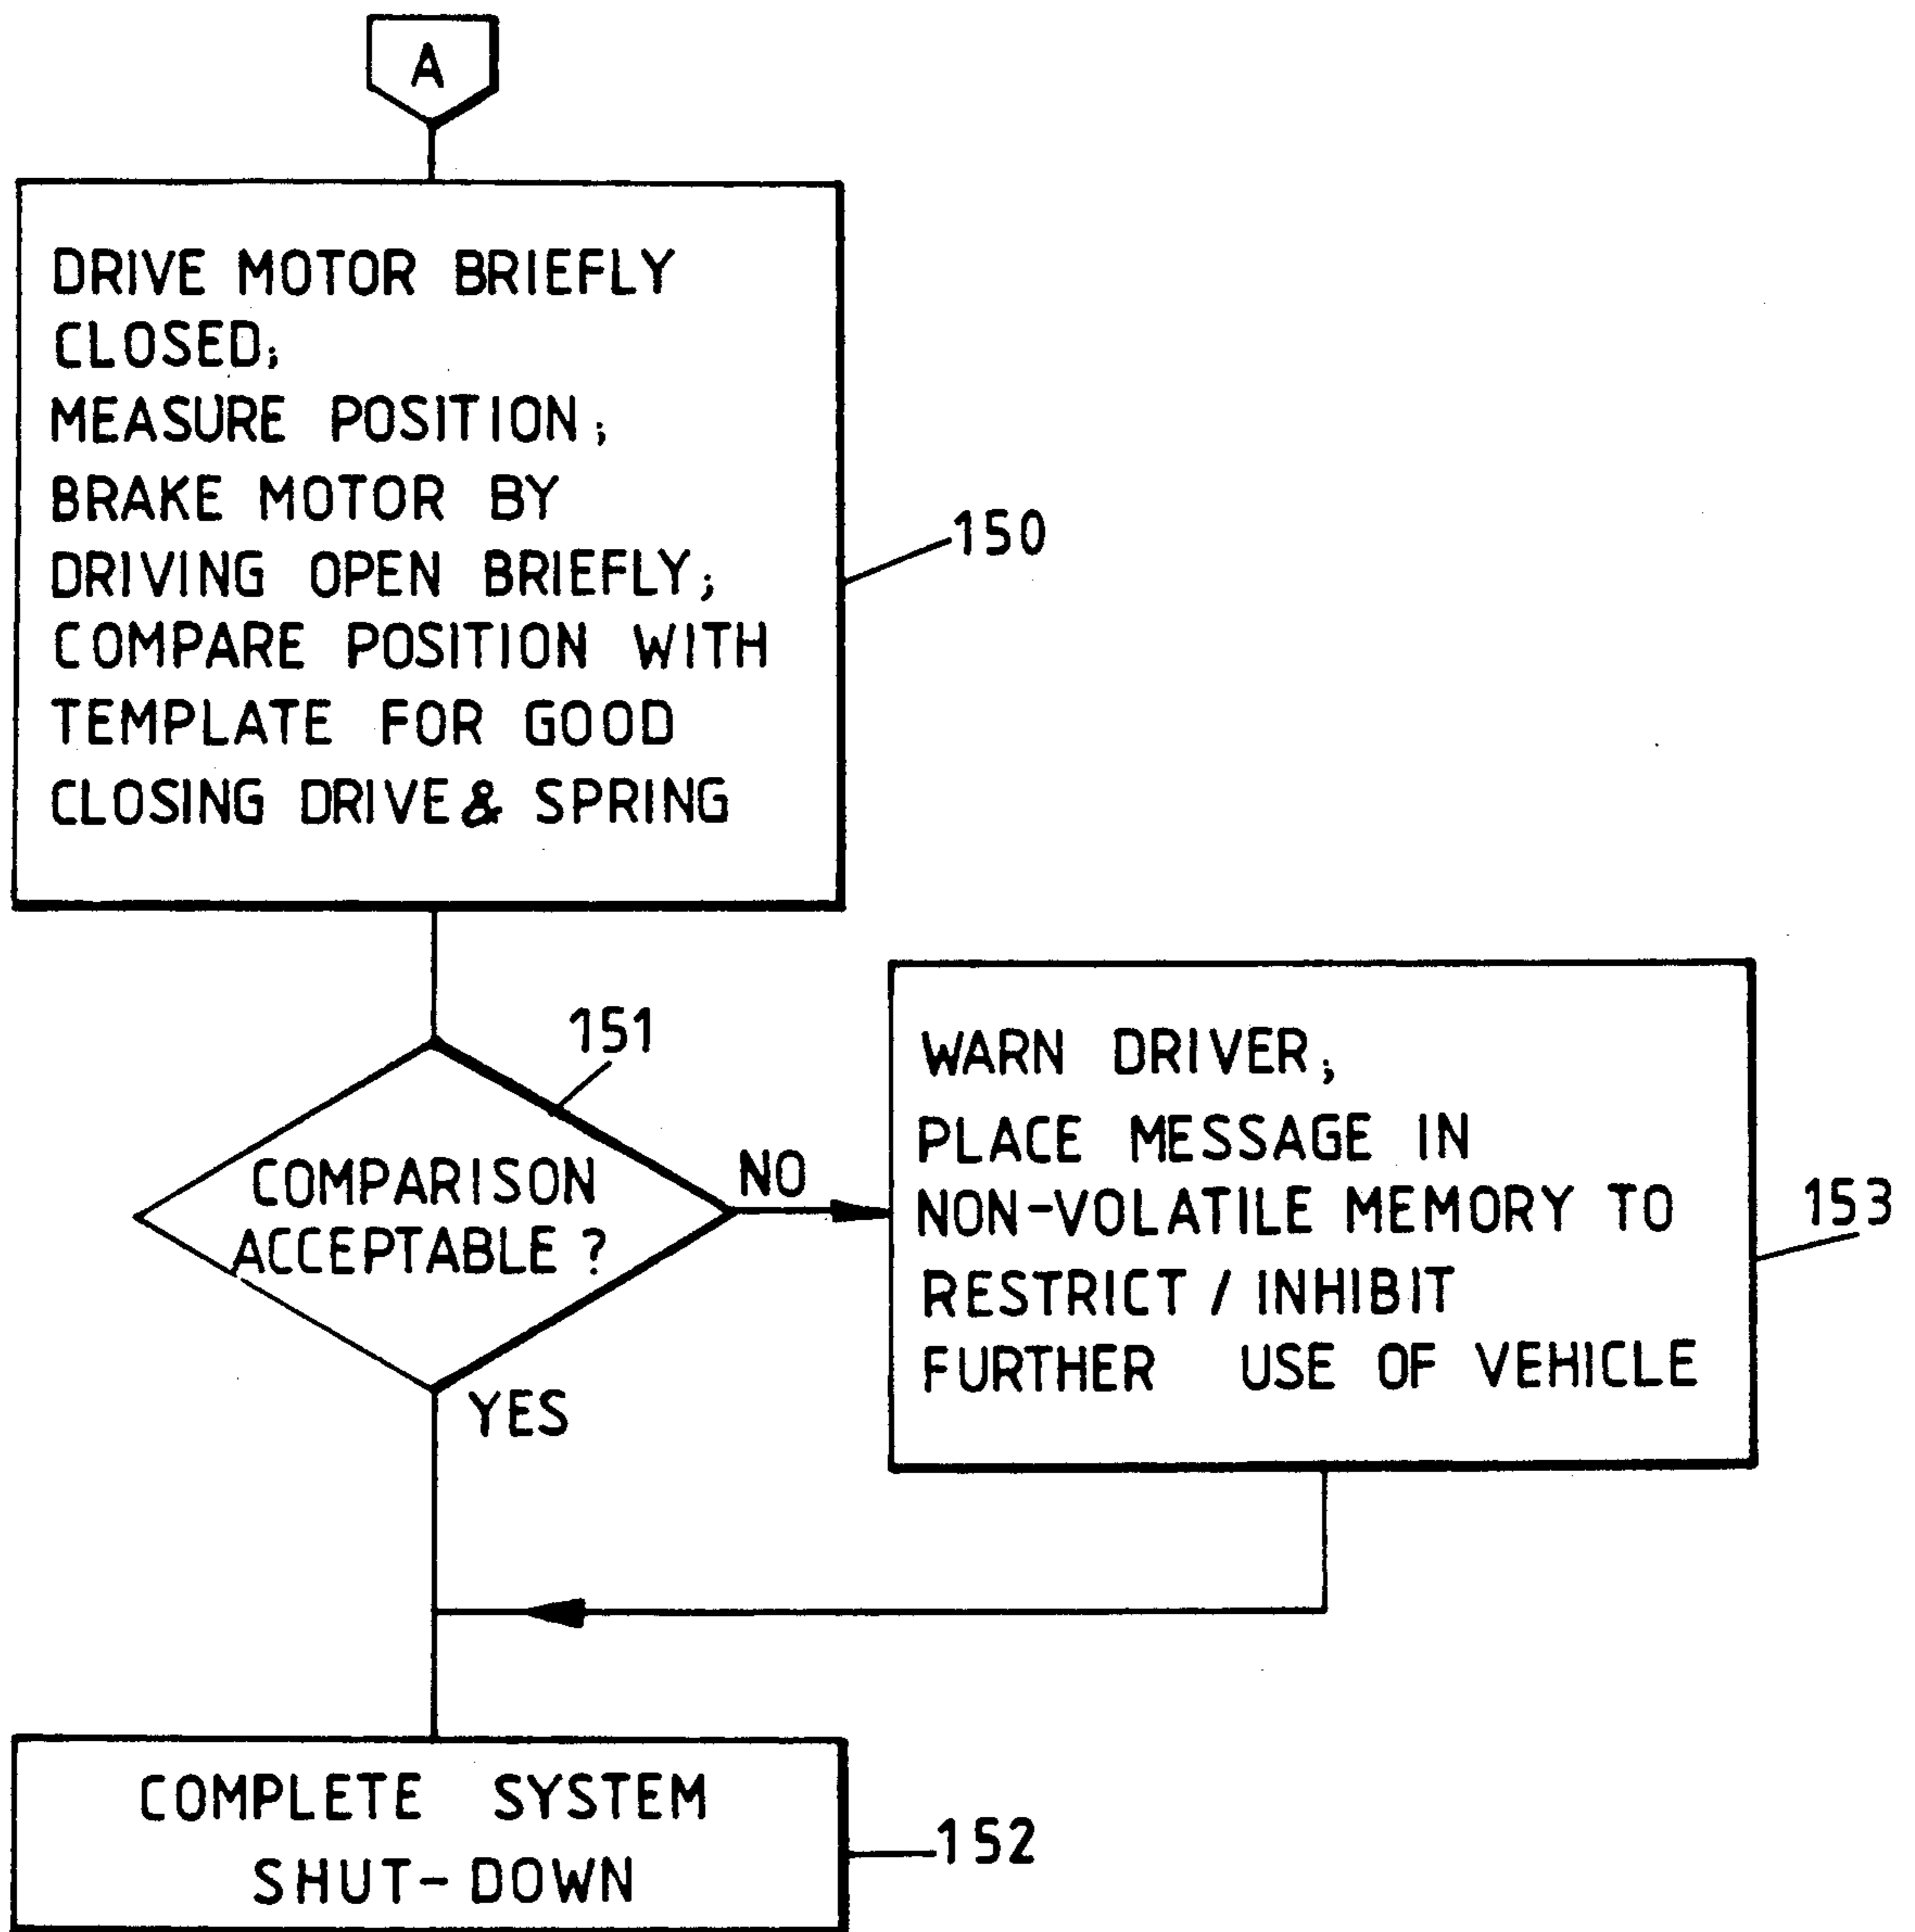 A
DRIVE MOTOR BRIEFLY
CLOSED;
MEASURE POSITION;
BRAKE MOTOR BY
DRIVING OPEN BRIEFLY;
COMPARE POSITION WITH
TEMPLATE FOR GOOD
CLOSING DRIVE & SPRING
150
151
COMPARISON
ACCEPTABLE?
NO
YES
WARN DRIVER;
PLACE MESSAGE IN
NON-VOLATILE MEMORY TO
RESTRICT / INHIBIT
FURTHER USE OF VEHICLE
153
COMPLETE SYSTEM
SHUT-DOWN
152